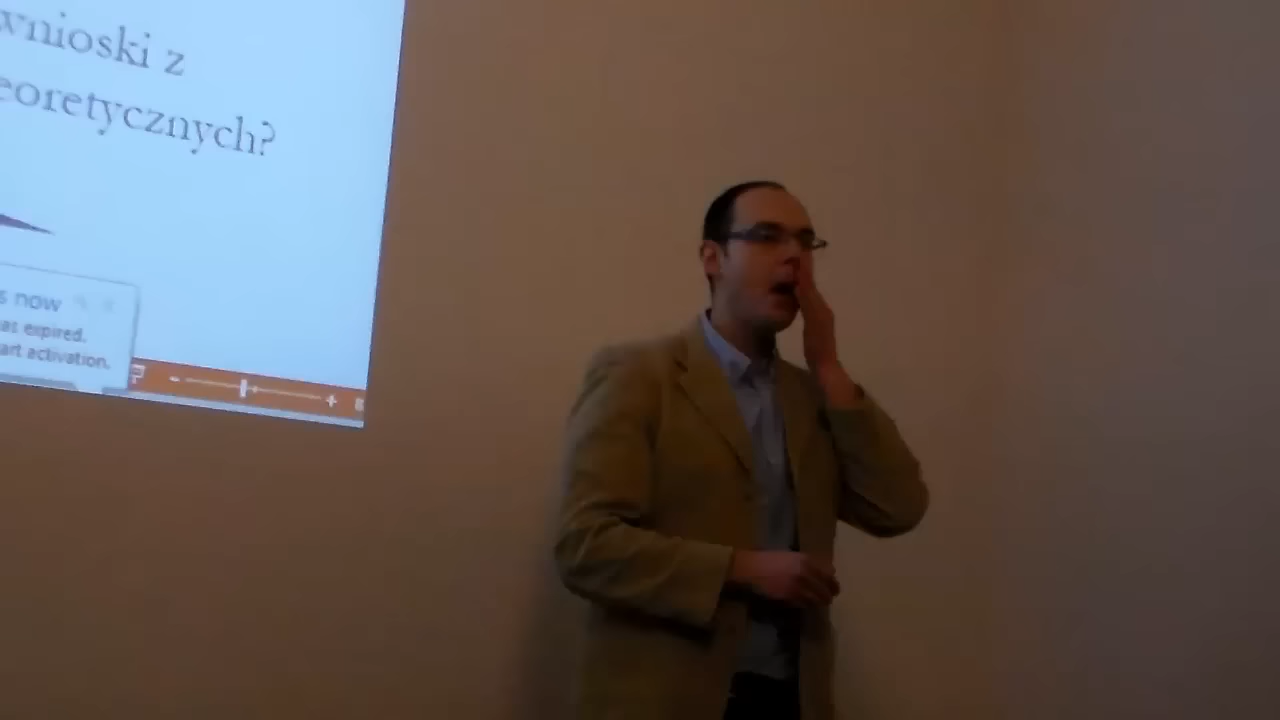 wnioski z
eoretycznych?
s now
as expired.
art activation.